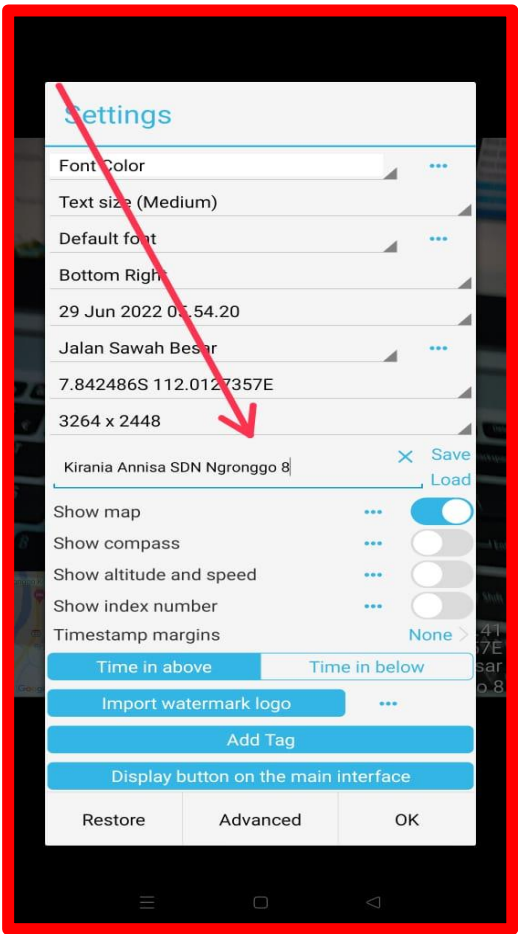 Settings
Font Color
Text size (Medium)
Default font
Bottom Right
29 Jun 2022 05.54.20
Jalan Sawah Besar
7.842486S 112.0127357E
3264 x 2448
Kirania Annisa SDN Ngronggo 8
Save
Load
Show map
Show compass
Show altitude and speed
Show index number
Timestamp margins None
Time in above Time in below
Import watermark logo
Add Tag
Display button on the main interface
Restore Advanced OK